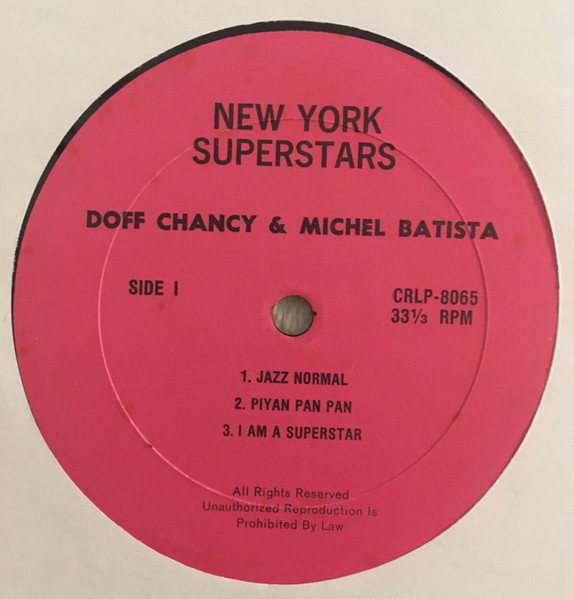 NEW YORK
SUPERSTARS
DOFF CHANCY & MICHEL BATISTA
SIDE I
CRLP-8065
33⅓ RPM
1. JAZZ NORMAL
2. PIYAN PAN PAN
3. I AM A SUPERSTAR
All Rights Reserved
Unauthorized Reproduction Is
Prohibited By Law